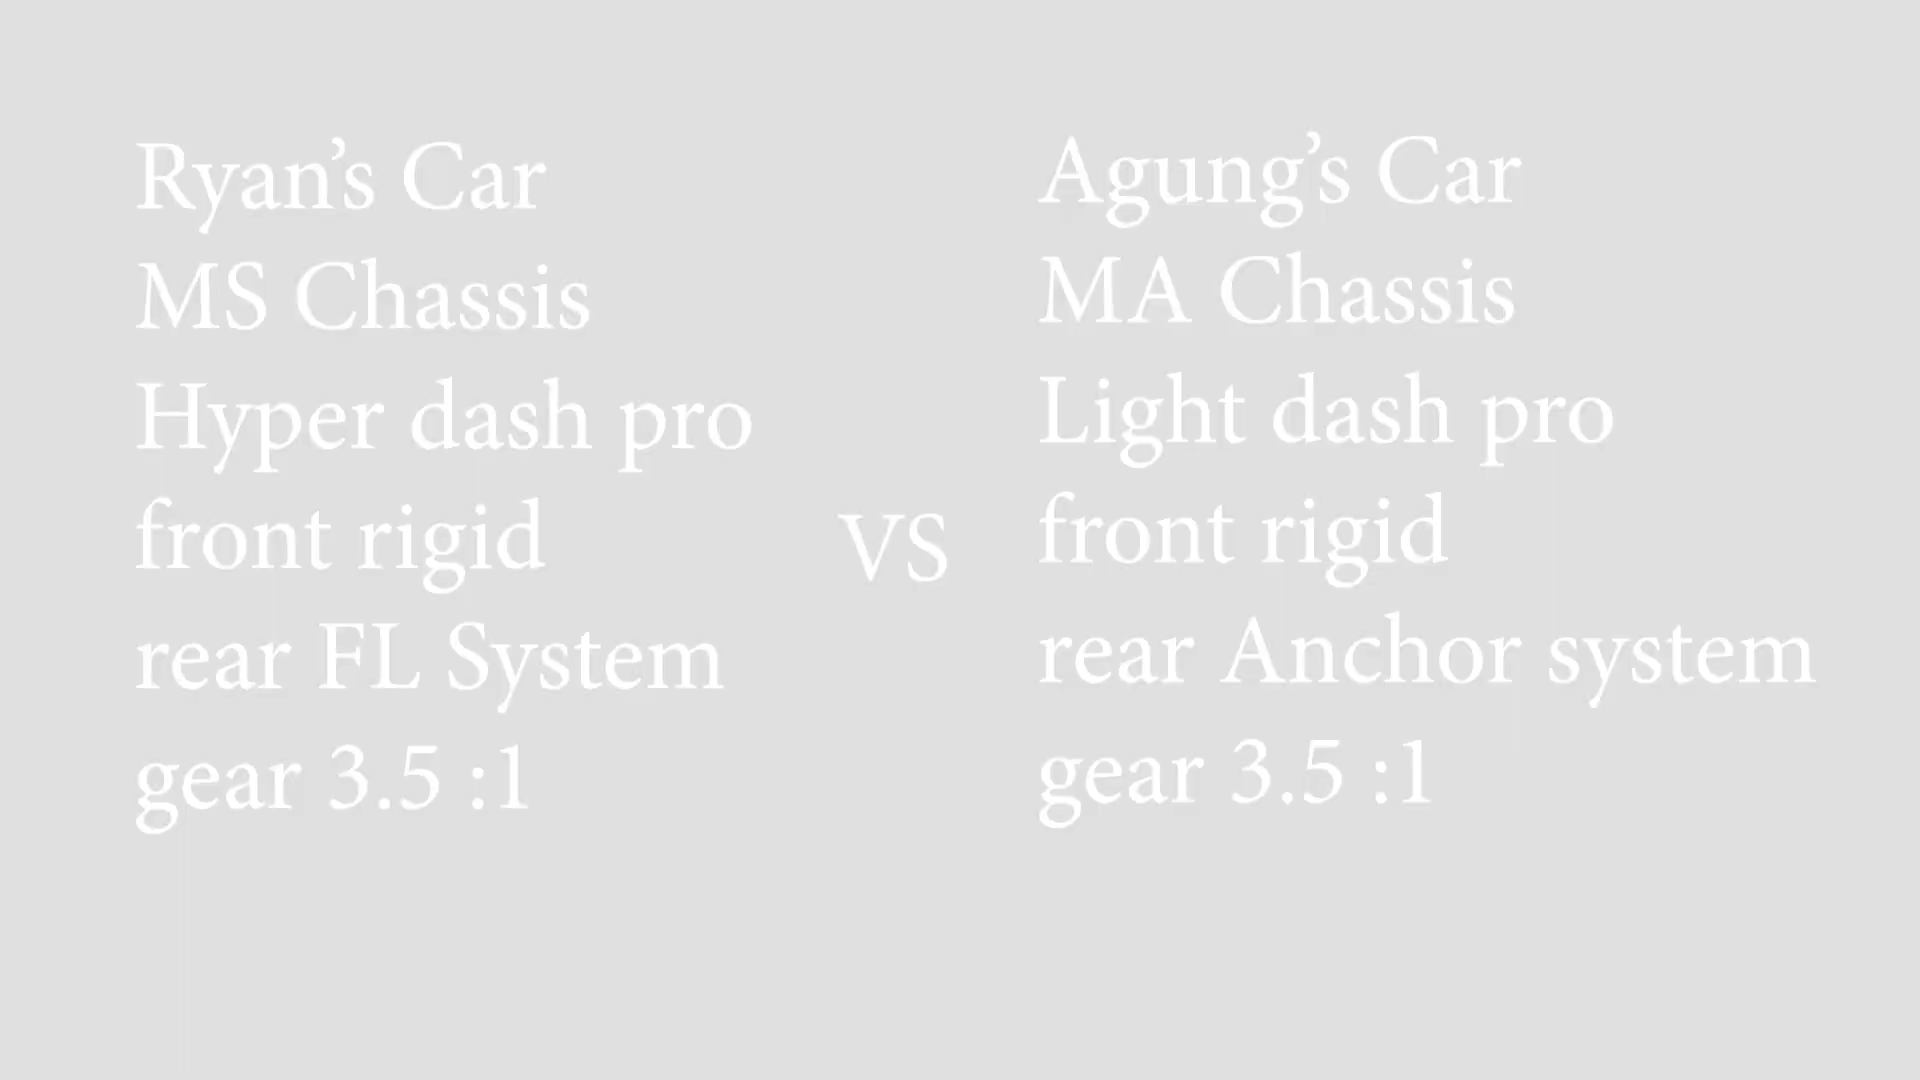 Ryan’s Car
MS Chassis
Hyper dash pro
front rigid
rear FL System
gear 3.5 :1
VS
Agung’s Car
MA Chassis
Light dash pro
front rigid
rear Anchor system
gear 3.5 :1